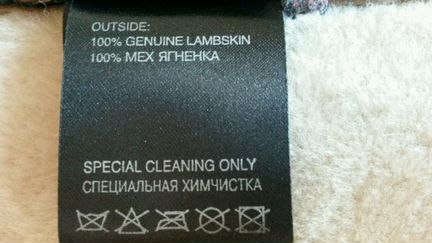 OUTSIDE:
100% GENUINE LAMBSKIN
100% МЕХ ЯГНЕНКА
SPECIAL CLEANING ONLY
СПЕЦИАЛЬНАЯ ХИМЧИСТКА